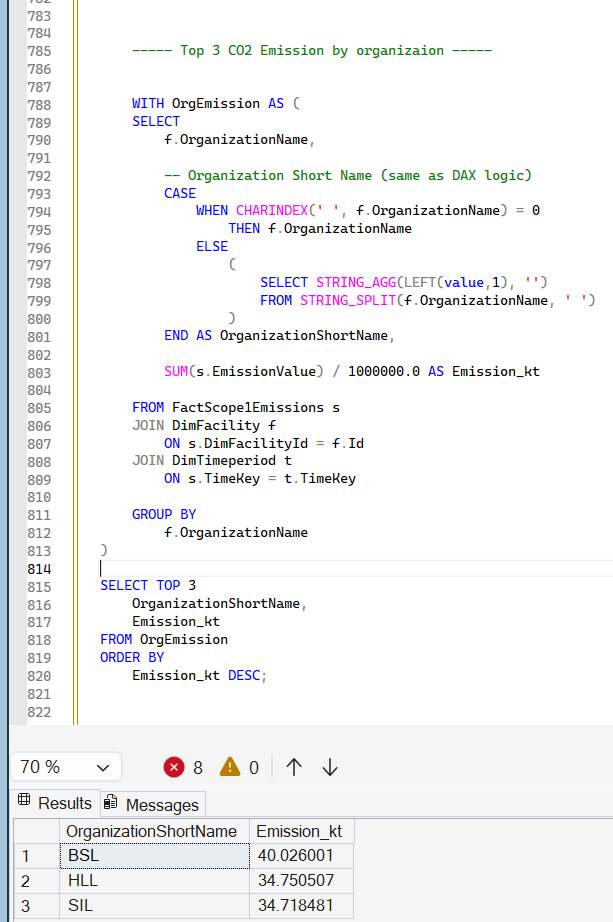 783
784
785 ----- Top 3 CO2 Emission by organizaion -----
786
787
788 WITH OrgEmission AS (
789 SELECT
790 f.OrganizationName,
791
792 -- Organization Short Name (same as DAX logic)
793 CASE
794 WHEN CHARINDEX(' ', f.OrganizationName) = 0
795 THEN f.OrganizationName
796 ELSE
797 (
798 SELECT STRING_AGG(LEFT(value,1), '')
799 FROM STRING_SPLIT(f.OrganizationName, ' ')
800 )
801 END AS OrganizationShortName,
802
803 SUM(s.EmissionValue) / 1000000.0 AS Emission_kt
804
805 FROM FactScope1Emissions s
806 JOIN DimFacility f
807 ON s.DimFacilityId = f.Id
808 JOIN DimTimeperiod t
809 ON s.TimeKey = t.TimeKey
810
811 GROUP BY
812 f.OrganizationName
813 )
814
815 SELECT TOP 3
816 OrganizationShortName,
817 Emission_kt
818 FROM OrgEmission
819 ORDER BY
820 Emission_kt DESC;
821
822
70 % 8 0
Results Messages
OrganizationShortName Emission_kt
1 BSL 40.026001
2 HLL 34.750507
3 SIL 34.718481